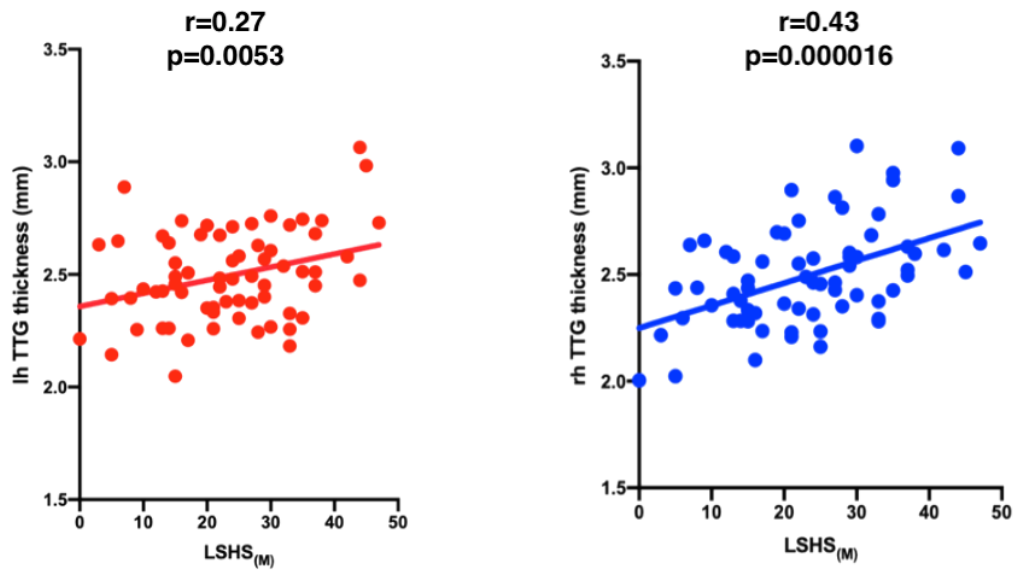 r=0.27
p=0.0053
3.5
3.0
2.5
2.0
1.5
lh TTG thickness (mm)
0 10 20 30 40 50
LSHS(M)
r=0.43
p=0.000016
3.5
3.0
2.5
2.0
1.5
rh TTG thickness (mm)
0 10 20 30 40 50
LSHS(M)